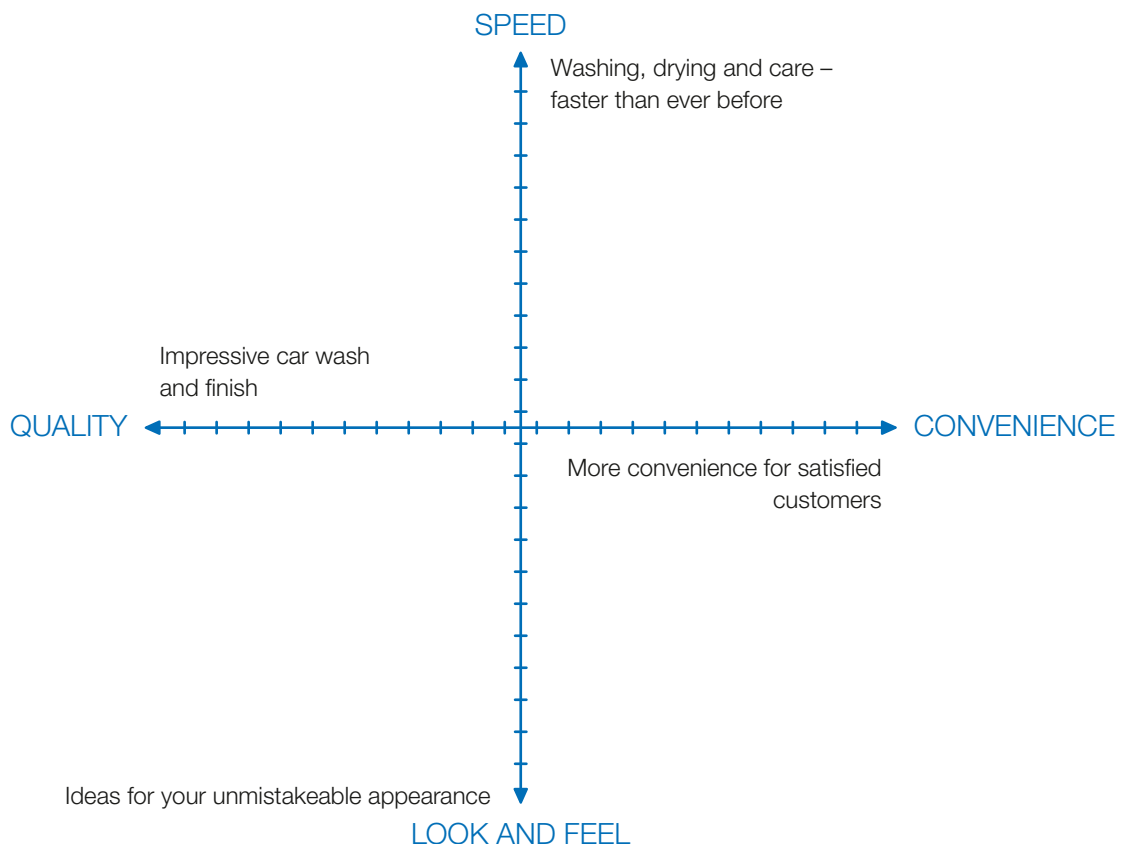 SPEED
Washing, drying and care –
faster than ever before
Impressive car wash
and finish
QUALITY
CONVENIENCE
More convenience for satisfied
customers
Ideas for your unmistakeable appearance
LOOK AND FEEL